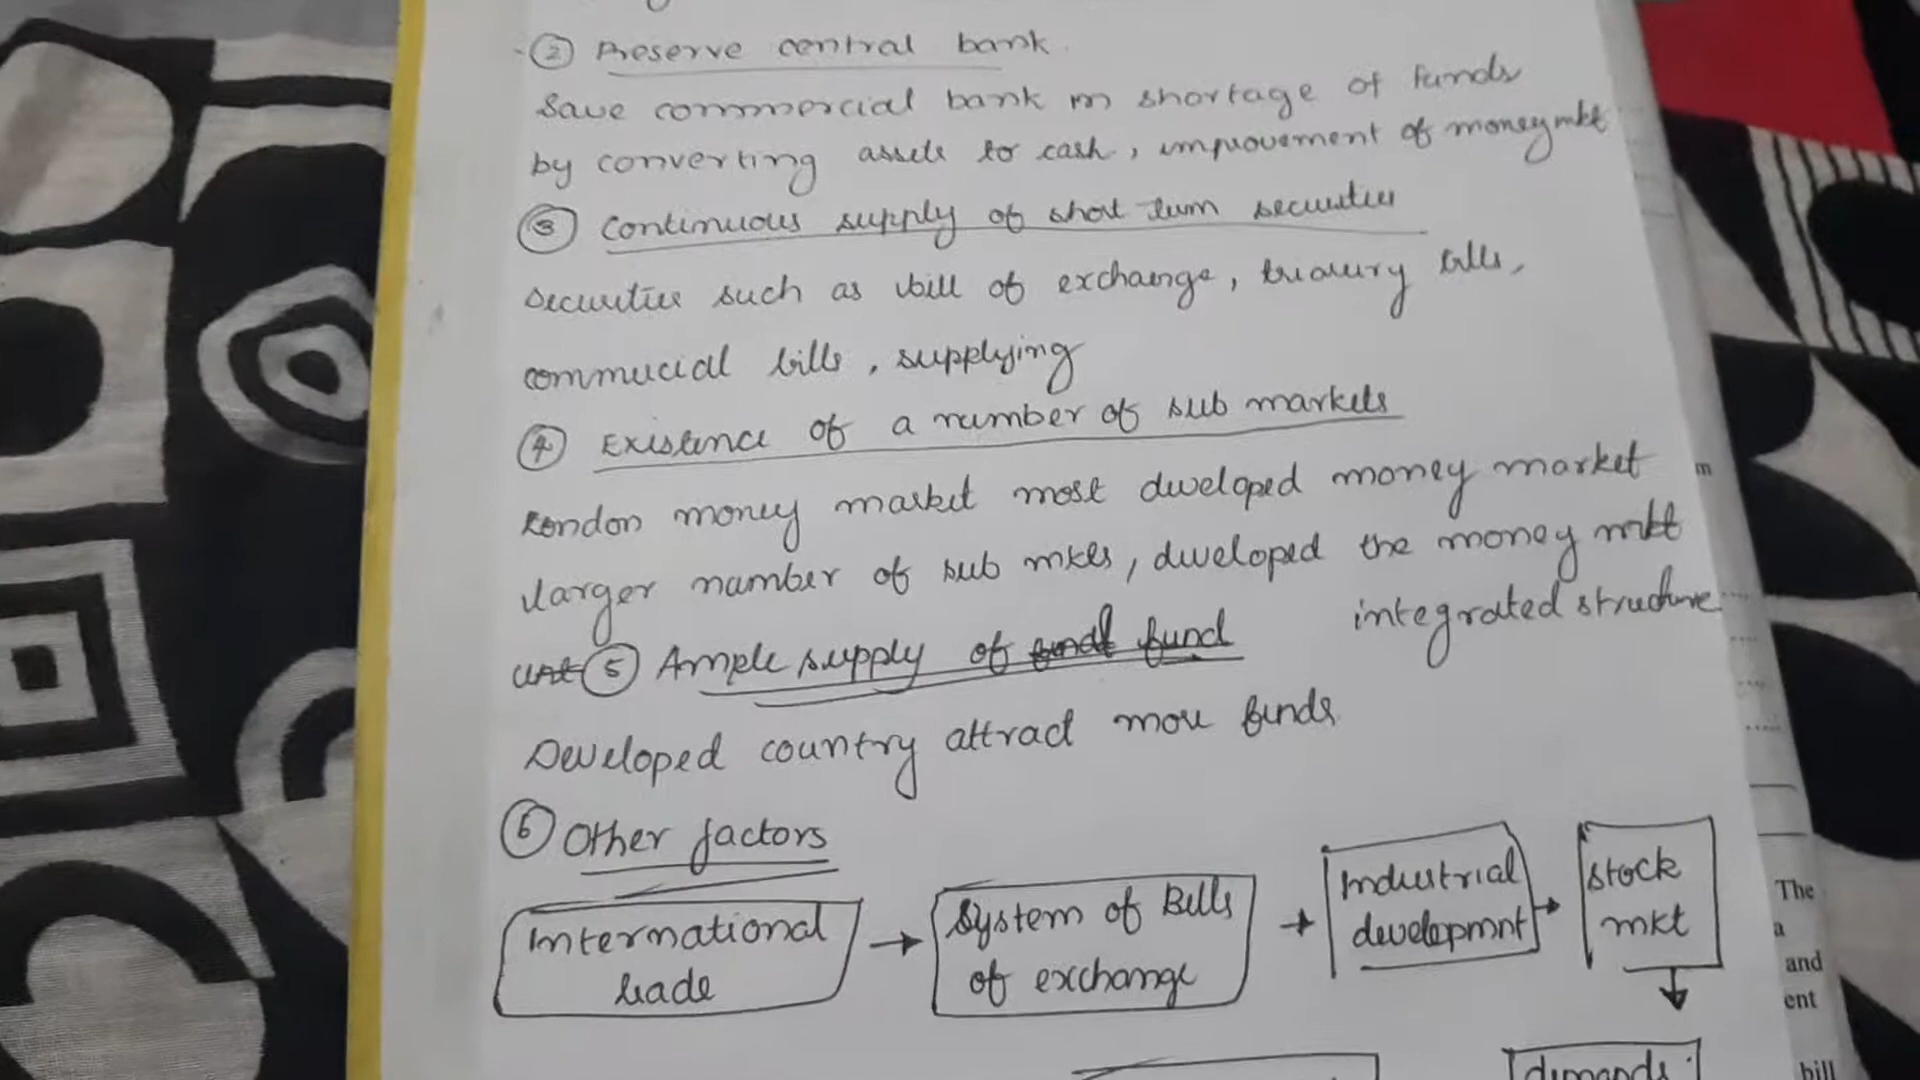 ② Preserve central bank.
Save commercial bank in shortage of funds
by converting assets to cash, improvement of money mkt
③ Continuous supply of short term securities
Securities such as bill of exchange, treasury bills,
commercial bills, supplying
④ Existence of a number of sub markets
London money market most developed money market
larger number of sub mkts, developed the money mkt
integrated structure
⑤ Ample supply of fund
Developed country attract more funds
⑥ Other factors
International trade → System of Bills of exchange → Industrial developmnt → Stock mkt
demands
m
The
a
and
ent
bill